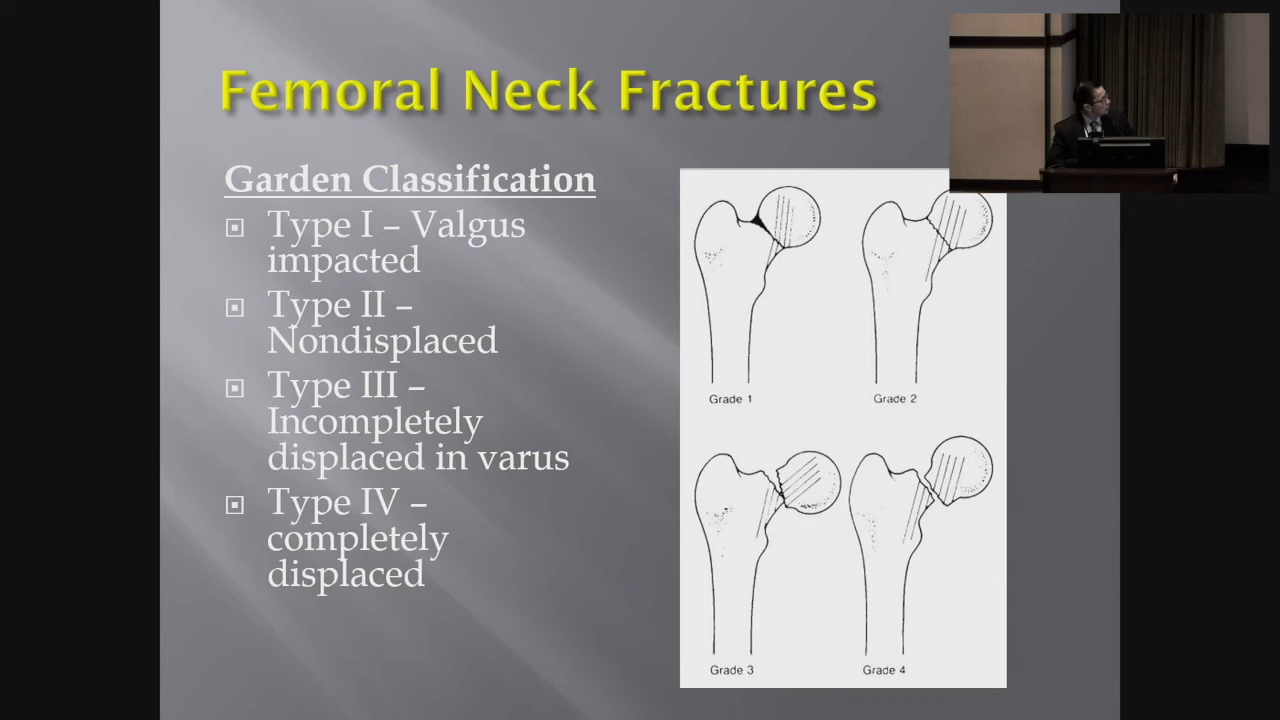 Femoral Neck Fractures
Garden Classification
Type I – Valgus
impacted
Type II –
Nondisplaced
Type III –
Incompletely
displaced in varus
Type IV –
completely
displaced
Grade 1
Grade 2
Grade 3
Grade 4